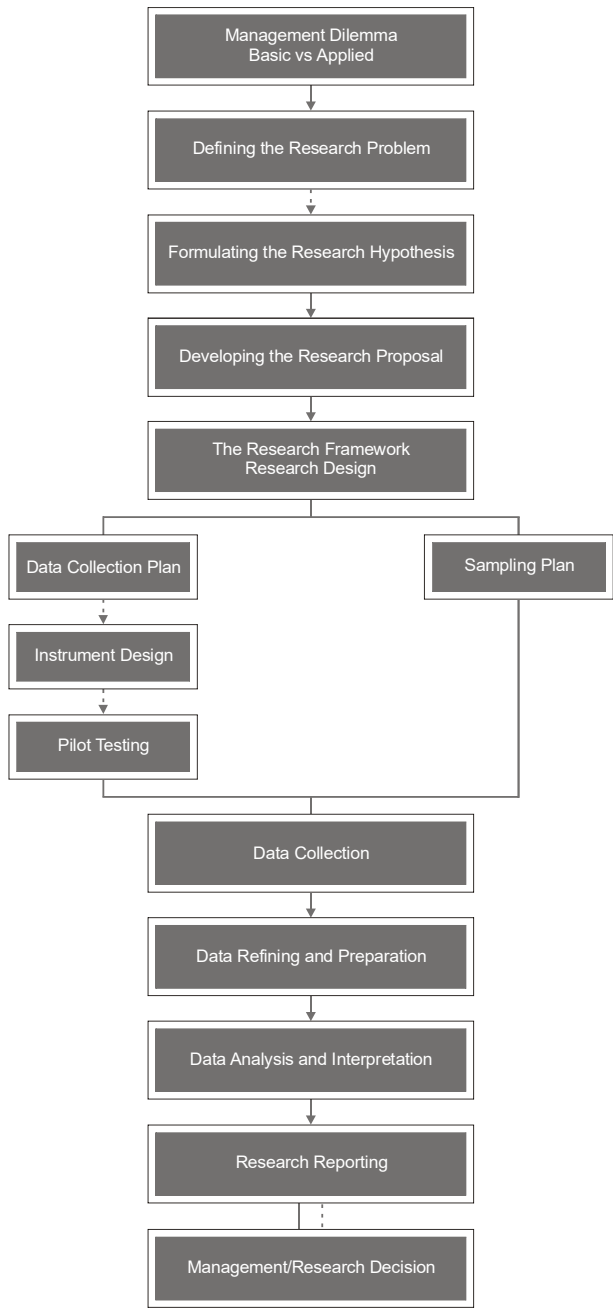 Management Dilemma
Basic vs Applied
Defining the Research Problem
Formulating the Research Hypothesis
Developing the Research Proposal
The Research Framework
Research Design
Data Collection Plan
Sampling Plan
Instrument Design
Pilot Testing
Data Collection
Data Refining and Preparation
Data Analysis and Interpretation
Research Reporting
Management/Research Decision